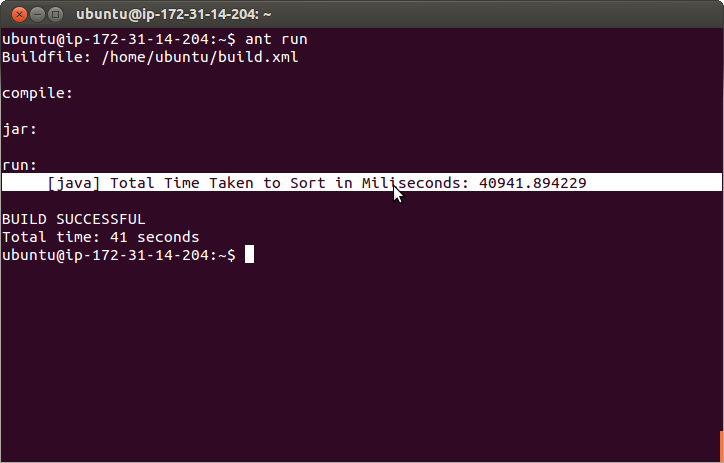 ubuntu@ip-172-31-14-204: ~
ubuntu@ip-172-31-14-204:~$ ant run
Buildfile: /home/ubuntu/build.xml
compile:
jar:
run:
[java] Total Time Taken to Sort in Miliseconds: 40941.894229
BUILD SUCCESSFUL
Total time: 41 seconds
ubuntu@ip-172-31-14-204:~$